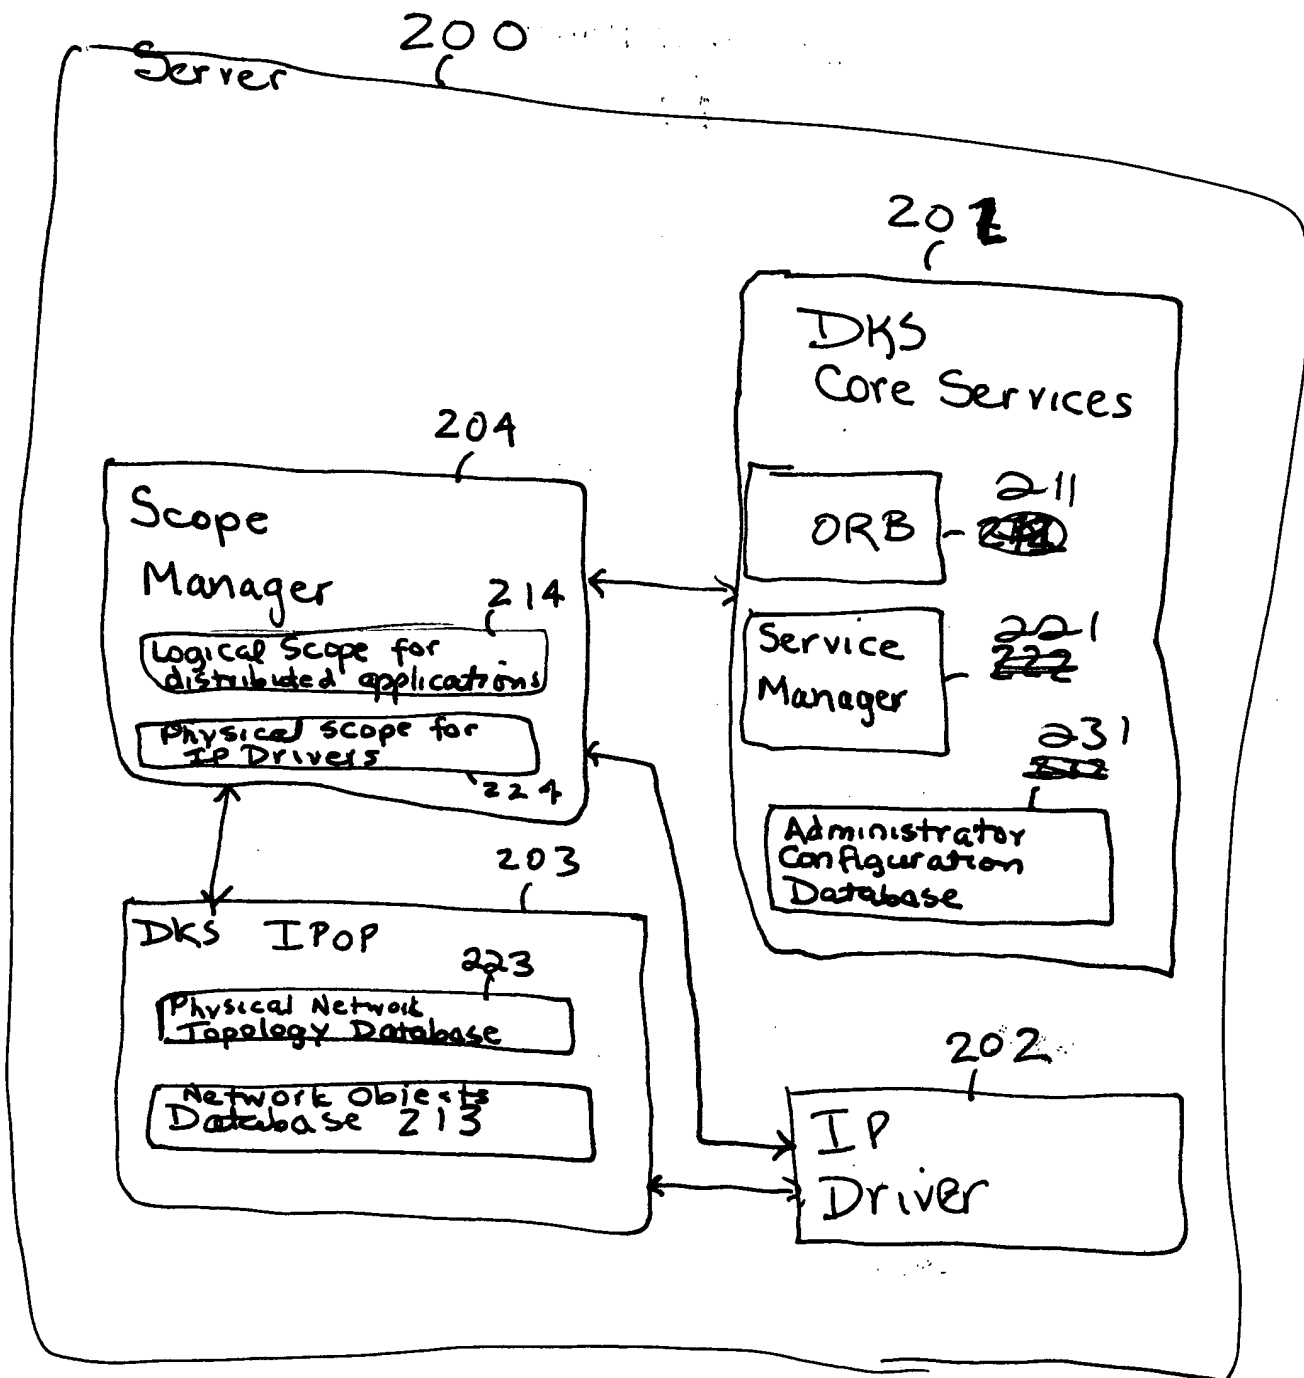 200
Server
201
DKS
Core Services
204
Scope
Manager
214
Logical Scope for
distributed applications
Physical scope for
IP Drivers
224
ORB
211
Service
Manager
221
222
231
Administrator
Configuration
Database
203
DKS IPOP
223
Physical Network
Topology Database
Network Objects
Database 213
202
IP
Driver